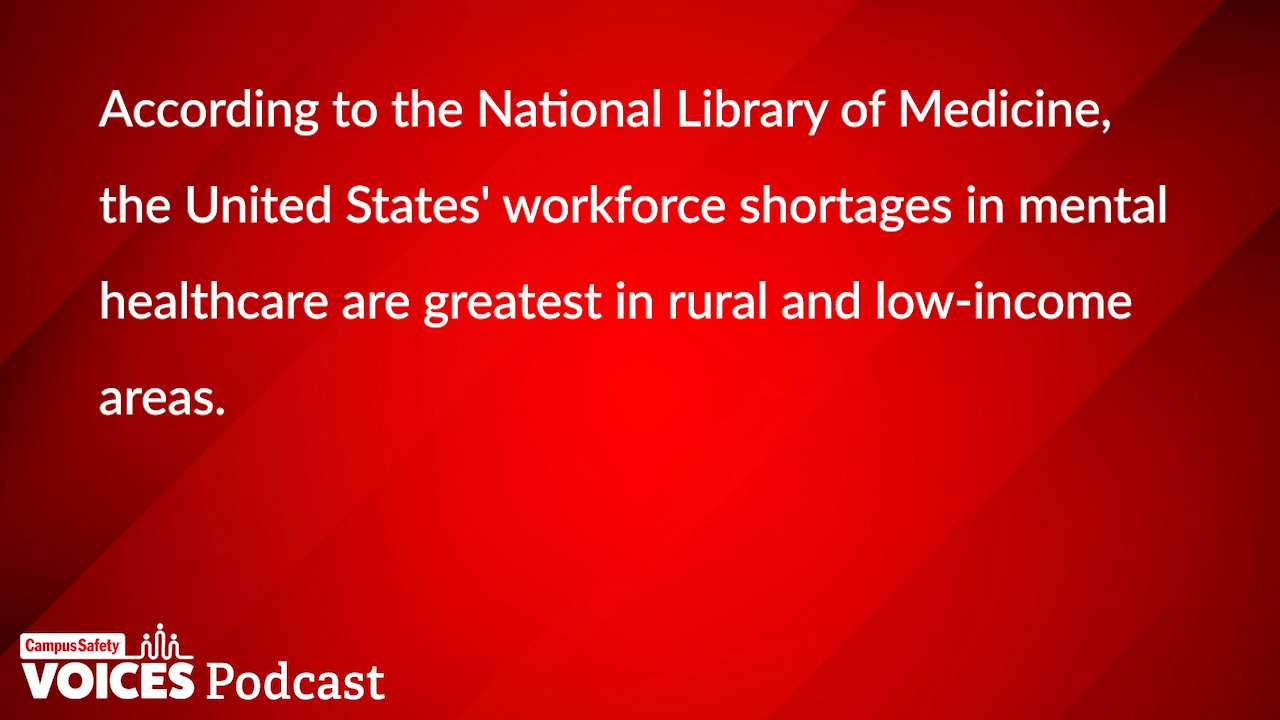 According to the National Library of Medicine,
the United States' workforce shortages in mental
healthcare are greatest in rural and low-income
areas.
Campus Safety
VOICES Podcast